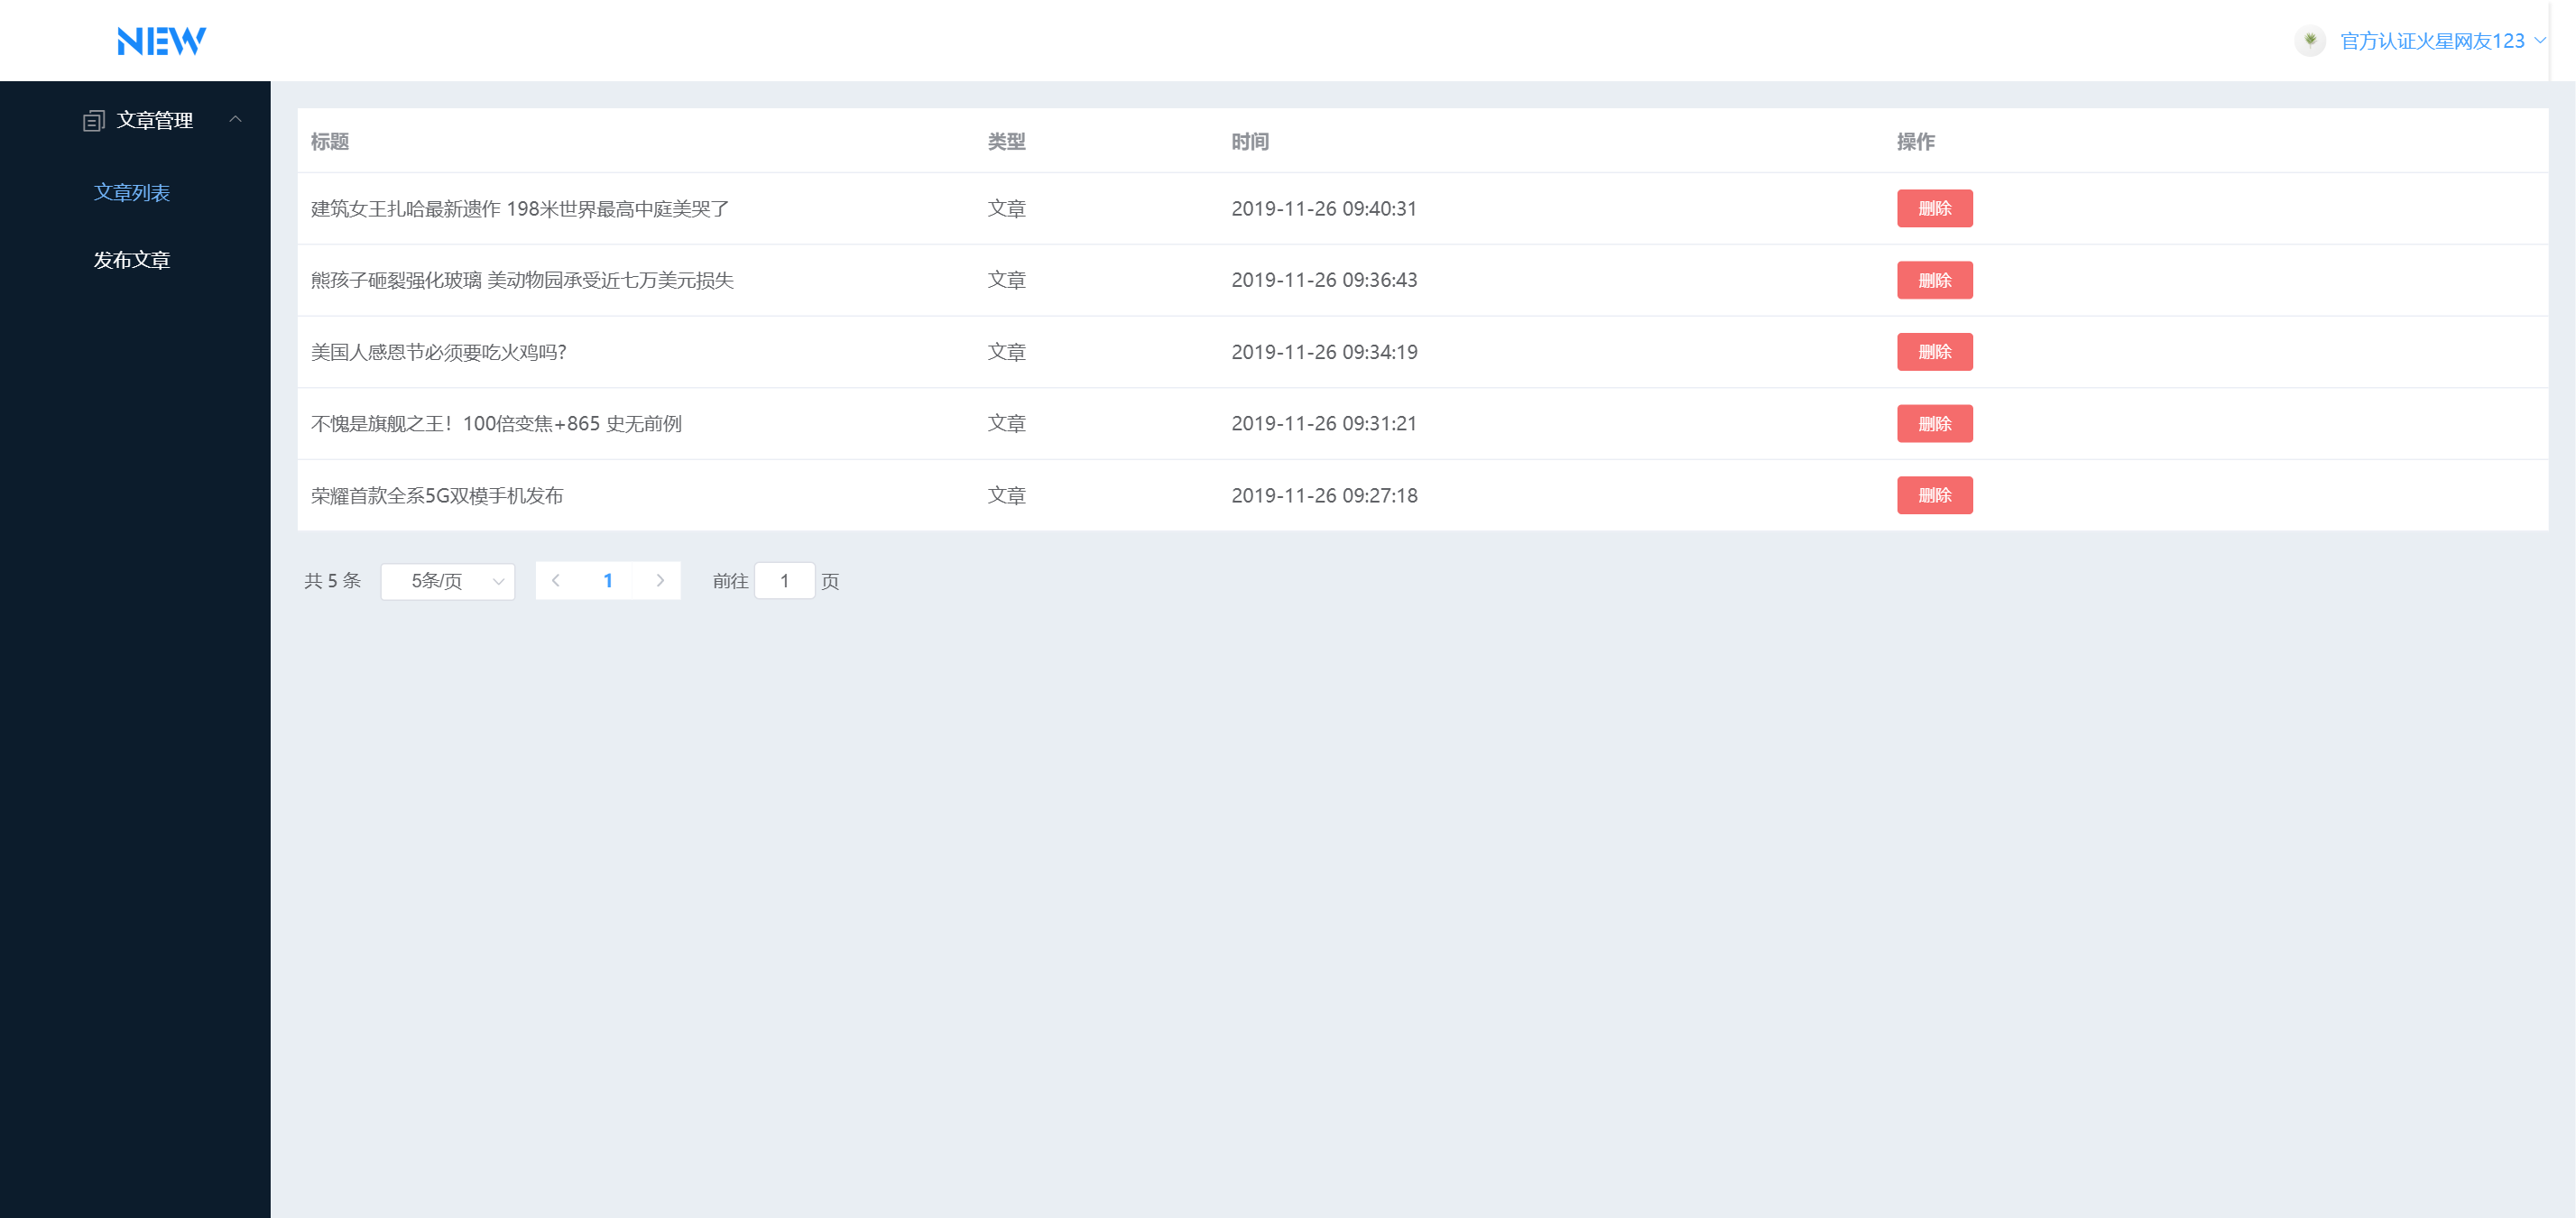 NEW
官方认证火星网友123
文章管理
文章列表
发布文章
标题 类型 时间 操作
建筑女王扎哈最新遗作 198米世界最高中庭美哭了 文章 2019-11-26 09:40:31 删除
熊孩子砸裂强化玻璃 美动物园承受近七万美元损失 文章 2019-11-26 09:36:43 删除
美国人感恩节必须要吃火鸡吗? 文章 2019-11-26 09:34:19 删除
不愧是旗舰之王！100倍变焦+865 史无前例 文章 2019-11-26 09:31:21 删除
荣耀首款全系5G双模手机发布 文章 2019-11-26 09:27:18 删除
共 5 条 5条/页 1 前往 1 页